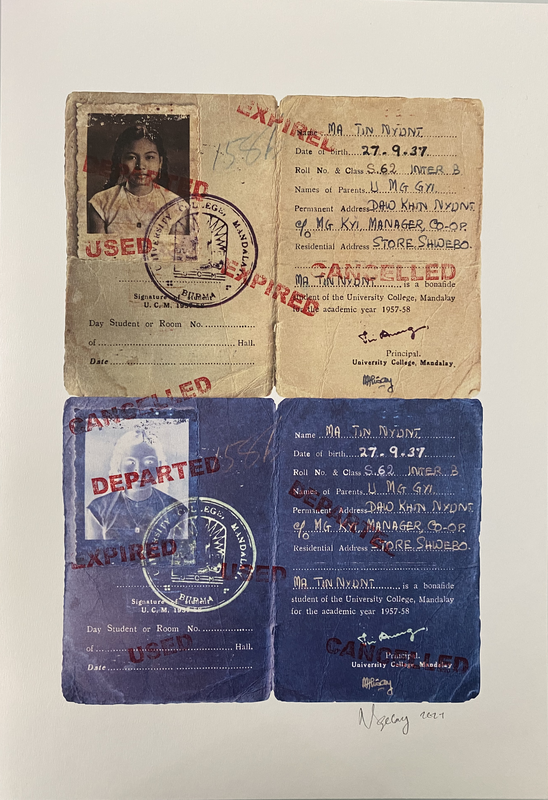 EXPIRED
Name MA TIN NYUNT
Date of birth 27-9-37
DEPARTED
Roll No. & Class S.62 INTER B
Names of Parents U MG GYI
Permanent Address DAW KHIN NYUNT
USED
C/o MG KYI, MANAGER, CO-OP.
Residential Address STORE SHWEBO.
UNIVERSITY COLLEGE, MANDALAY
BURMA
EXPIRED
CANCELLED
MA TIN NYUNT is a bonafide
student of the University College, Mandalay
for the academic year 1957-58
Signature of
U. C. M. 1957-58
Day Student or Room No.
of Hall.
Date
Principal.
University College, Mandalay.
CANCELLED
Name MA TIN NYUNT
Date of birth 27-9-37
DEPARTED
Roll No. & Class S.62 INTER B
Names of Parents U MG GYI
DEPARTED
Permanent Address DAW KHIN NYUNT
C/o MG KYI, MANAGER, CO-OP.
Residential Address STORE SHWEBO.
EXPIRED
UNIVERSITY COLLEGE, MANDALAY
BURMA
USED
MA TIN NYUNT is a bonafide
student of the University College, Mandalay
for the academic year 1957-58
Signature of
U. C. M. 1957-58
Day Student or Room No.
of Hall.
USED
Date
CANCELLED
Principal.
University College, Mandalay.
2021